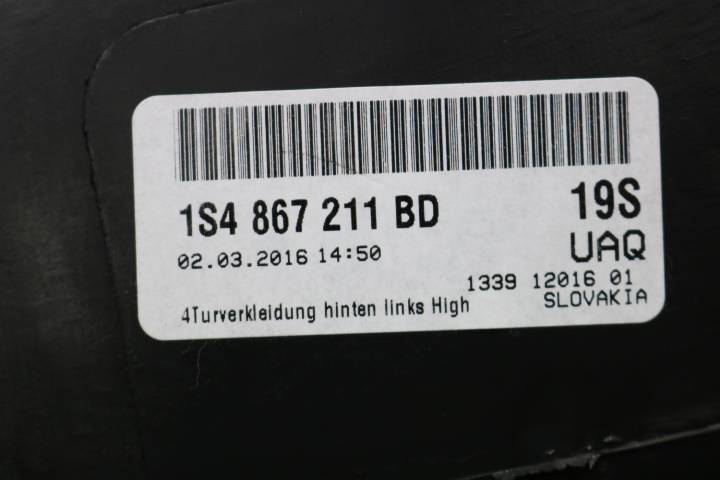 1S4 867 211 BD 19S
02.03.2016 14:50 UAQ
1339 12016 01
SLOVAKIA
4Turverkleidung hinten links High